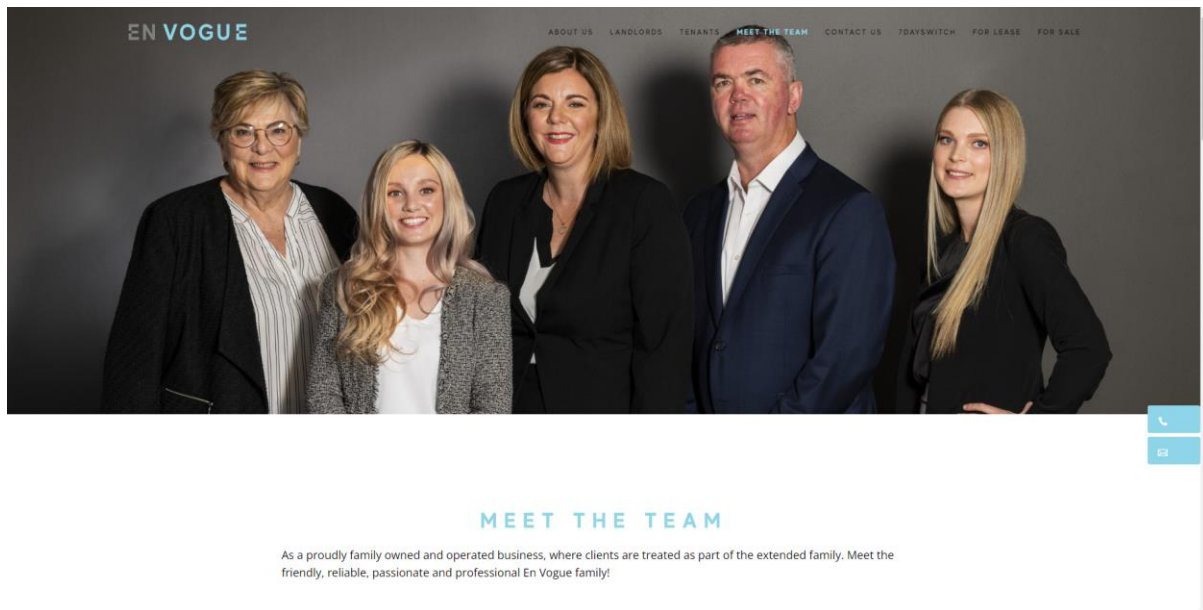 EN VOGUE
ABOUT US LANDLORDS TENANTS MEET THE TEAM CONTACT US 7DAYSWITCH FOR LEASE FOR SALE
MEET THE TEAM
As a proudly family owned and operated business, where clients are treated as part of the extended family. Meet the
friendly, reliable, passionate and professional En Vogue family!